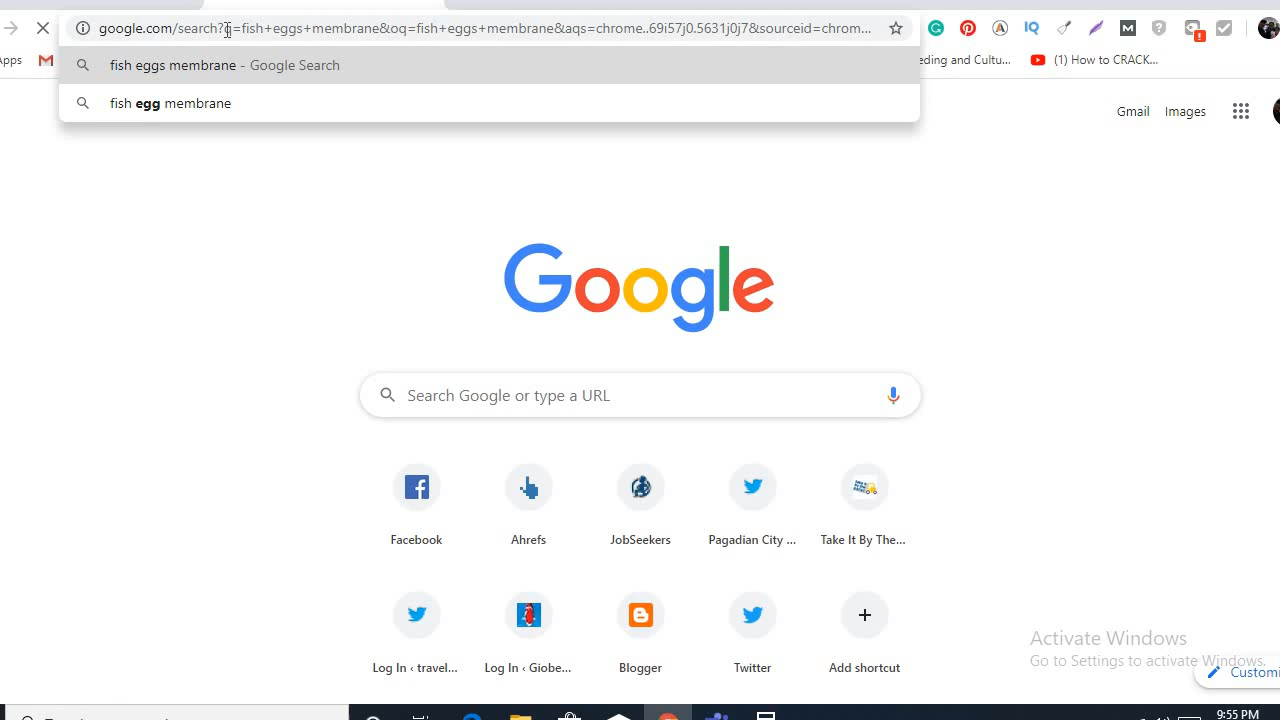 google.com/search?q=fish+eggs+membrane&oq=fish+eggs+membrane&aqs=chrome..69i57j0.5631j0j7&sourceid=chrom...
fish eggs membrane - Google Search
fish egg membrane
pps
eding and Cultu...
(1) How to CRACK...
Gmail
Images
Google
Search Google or type a URL
Facebook
Ahrefs
JobSeekers
Pagadian City ...
Take It By The...
Log In ‹ travel...
Log In ‹ Giobe...
Blogger
Twitter
Add shortcut
Activate Windows
Go to Settings to activate Windows.
Customi
9:55 PM